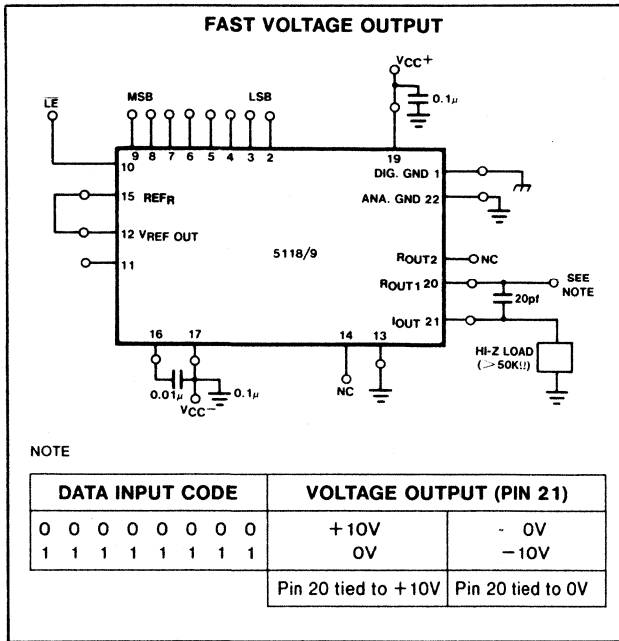 FAST VOLTAGE OUTPUT
VCC+
LE MSB LSB 0.1μ
9 8 7 6 5 4 3 2 19
10 DIG. GND 1
15 REFR ANA. GND 22
12 VREF OUT 5118/9
11 ROUT2 NC
ROUT1 20 SEE NOTE
20pf
IOUT 21
16 17 14 13 HI-Z LOAD
(>50K!!)
0.01μ 0.1μ NC
VCC−
NOTE
DATA INPUT CODE VOLTAGE OUTPUT (PIN 21)
0 0 0 0 0 0 0 0 +10V - 0V
1 1 1 1 1 1 1 1 0V −10V
Pin 20 tied to +10V Pin 20 tied to 0V